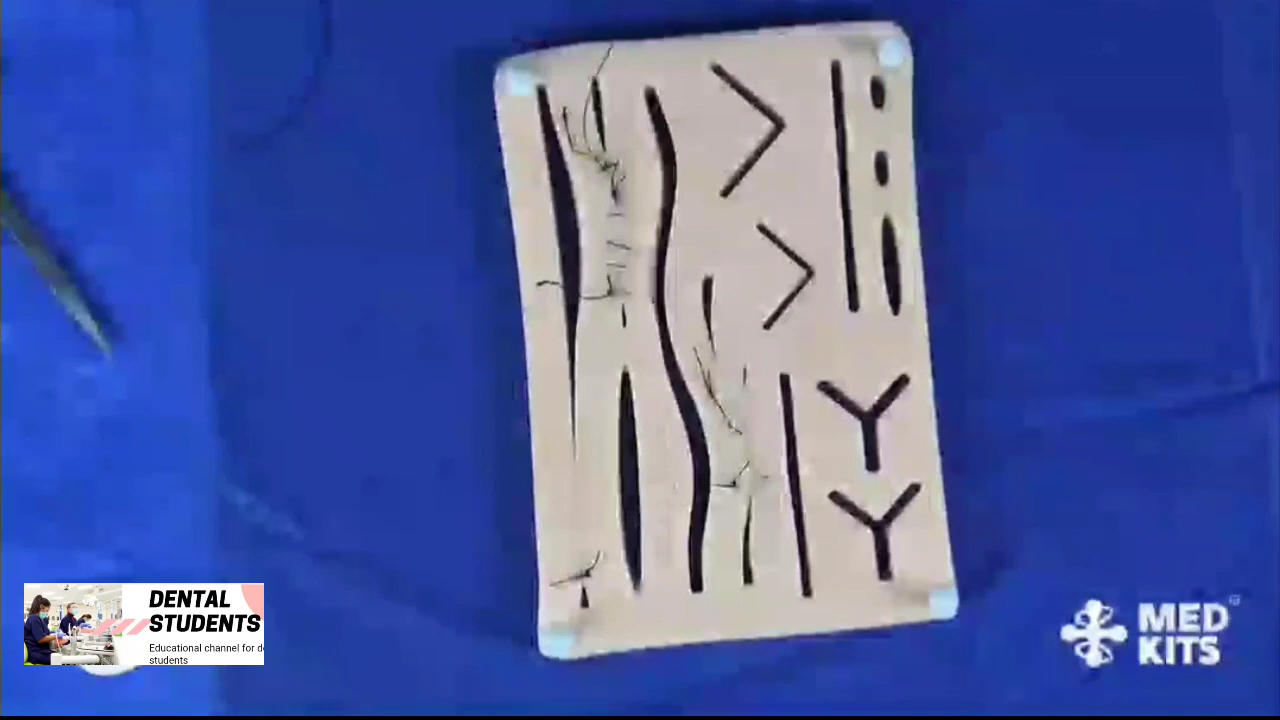 DENTAL
STUDENTS
Educational channel for de
students
MED
KITS